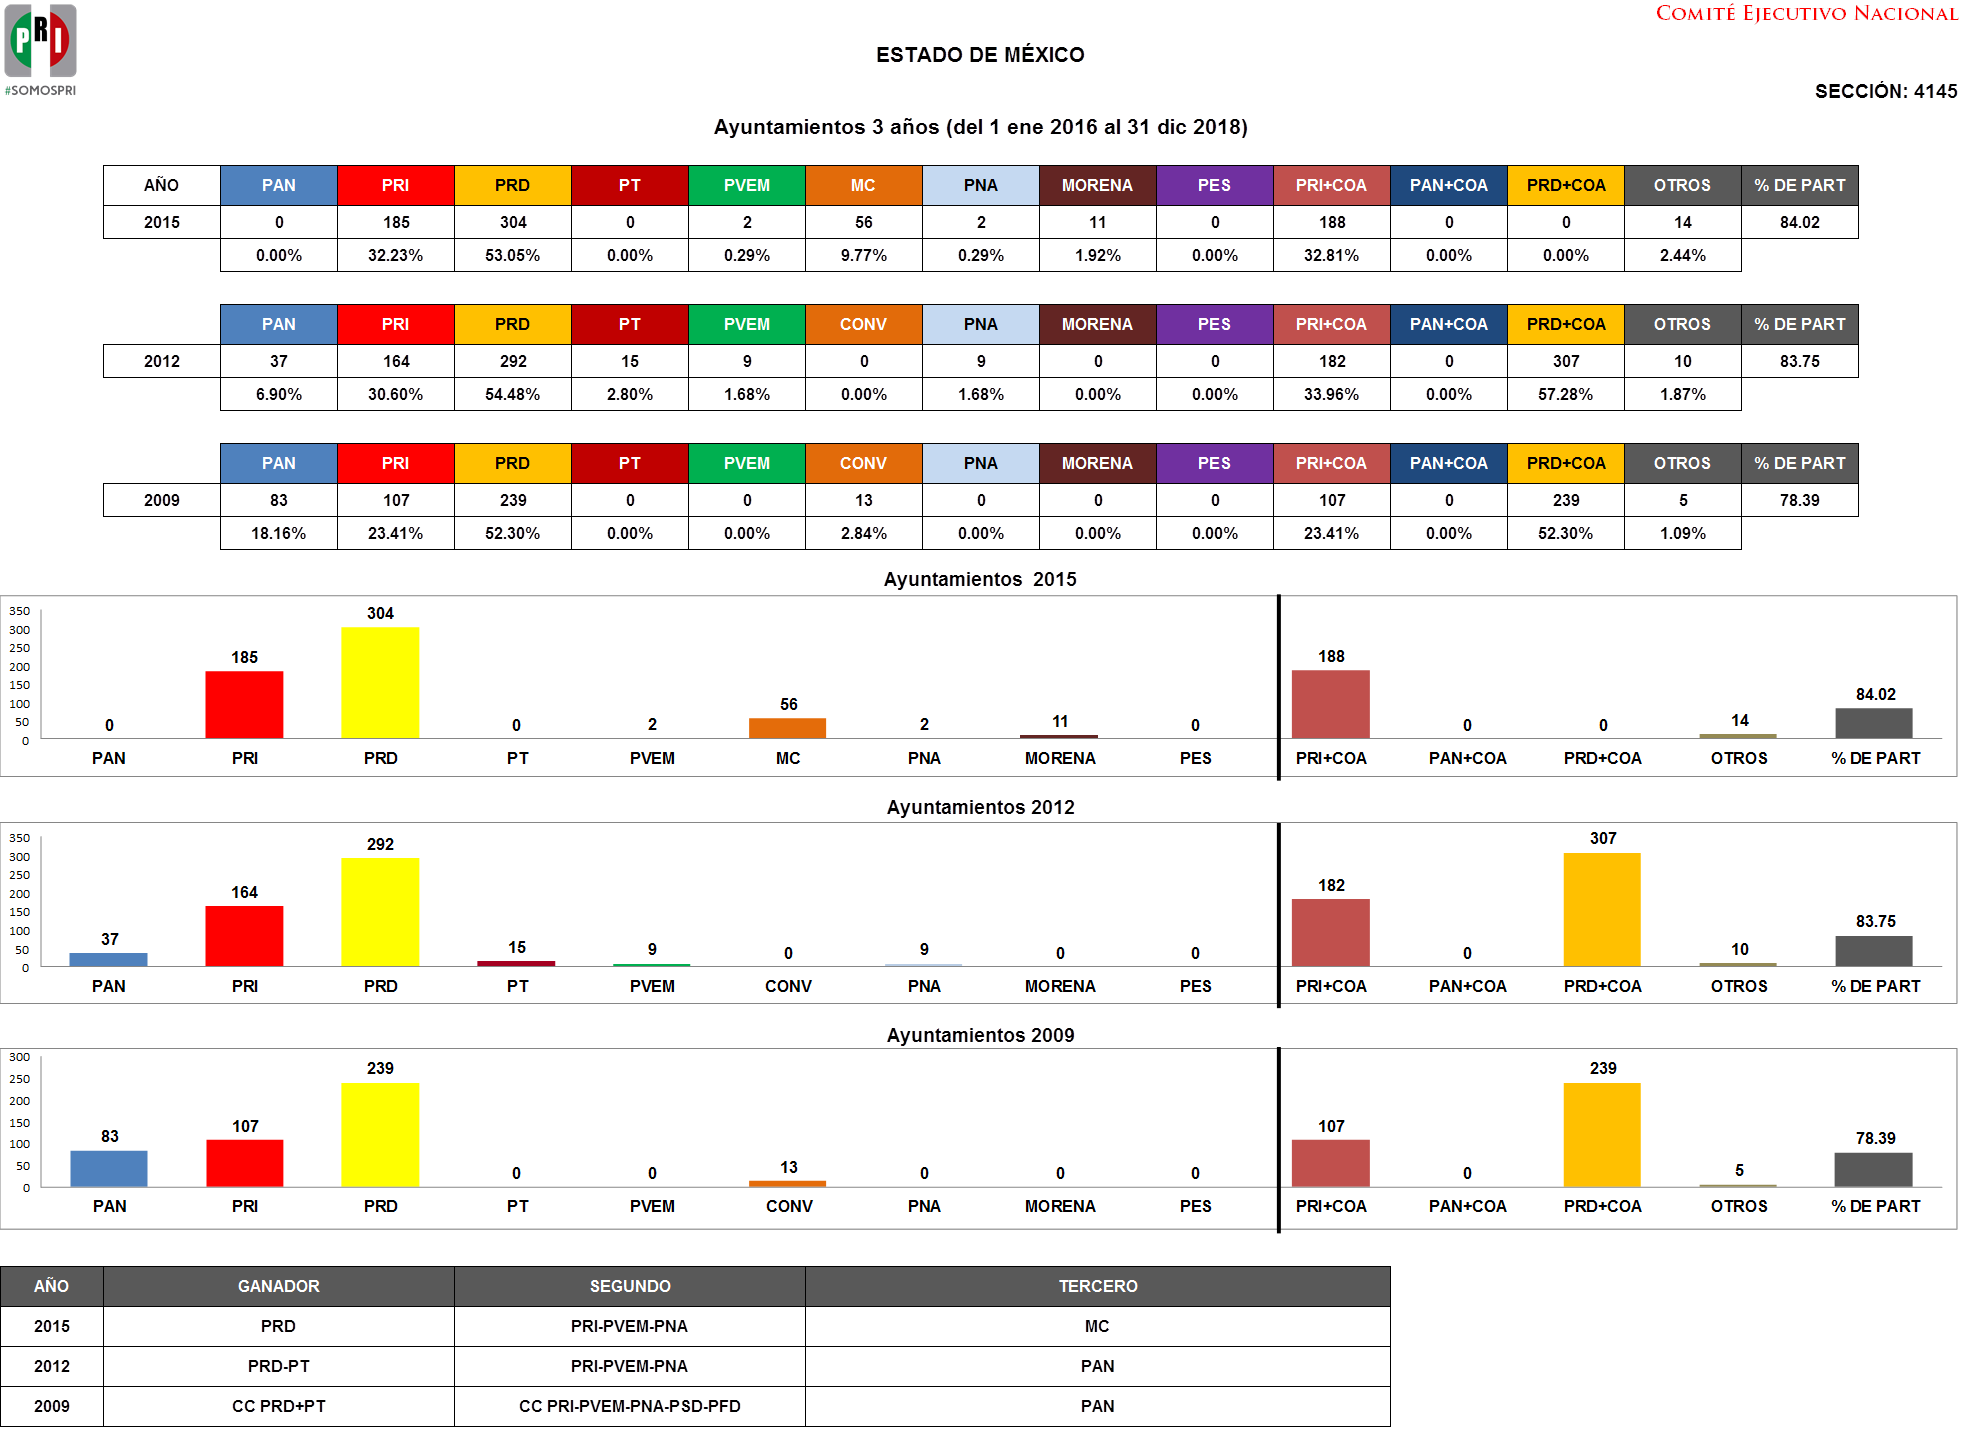 COMITÉ EJECUTIVO NACIONAL
PRI
#SOMOSPRI
ESTADO DE MÉXICO
SECCIÓN: 4145
Ayuntamientos 3 años (del 1 ene 2016 al 31 dic 2018)
AÑO PAN PRI PRD PT PVEM MC PNA MORENA PES PRI+COA PAN+COA PRD+COA OTROS % DE PART
2015 0 185 304 0 2 56 2 11 0 188 0 0 14 84.02
0.00% 32.23% 53.05% 0.00% 0.29% 9.77% 0.29% 1.92% 0.00% 32.81% 0.00% 0.00% 2.44%
PAN PRI PRD PT PVEM CONV PNA MORENA PES PRI+COA PAN+COA PRD+COA OTROS % DE PART
2012 37 164 292 15 9 0 9 0 0 182 0 307 10 83.75
6.90% 30.60% 54.48% 2.80% 1.68% 0.00% 1.68% 0.00% 0.00% 33.96% 0.00% 57.28% 1.87%
PAN PRI PRD PT PVEM CONV PNA MORENA PES PRI+COA PAN+COA PRD+COA OTROS % DE PART
2009 83 107 239 0 0 13 0 0 0 107 0 239 5 78.39
18.16% 23.41% 52.30% 0.00% 0.00% 2.84% 0.00% 0.00% 0.00% 23.41% 0.00% 52.30% 1.09%
Ayuntamientos 2015
350
300
250
200
150
100
50
0
0 185 304 0 2 56 2 11 0 188 0 0 14 84.02
PAN PRI PRD PT PVEM MC PNA MORENA PES PRI+COA PAN+COA PRD+COA OTROS % DE PART
Ayuntamientos 2012
350
300
250
200
150
100
50
0
37 164 292 15 9 0 9 0 0 182 0 307 10 83.75
PAN PRI PRD PT PVEM CONV PNA MORENA PES PRI+COA PAN+COA PRD+COA OTROS % DE PART
Ayuntamientos 2009
300
250
200
150
100
50
0
83 107 239 0 0 13 0 0 0 107 0 239 5 78.39
PAN PRI PRD PT PVEM CONV PNA MORENA PES PRI+COA PAN+COA PRD+COA OTROS % DE PART
AÑO GANADOR SEGUNDO TERCERO
2015 PRD PRI-PVEM-PNA MC
2012 PRD-PT PRI-PVEM-PNA PAN
2009 CC PRD+PT CC PRI-PVEM-PNA-PSD-PFD PAN